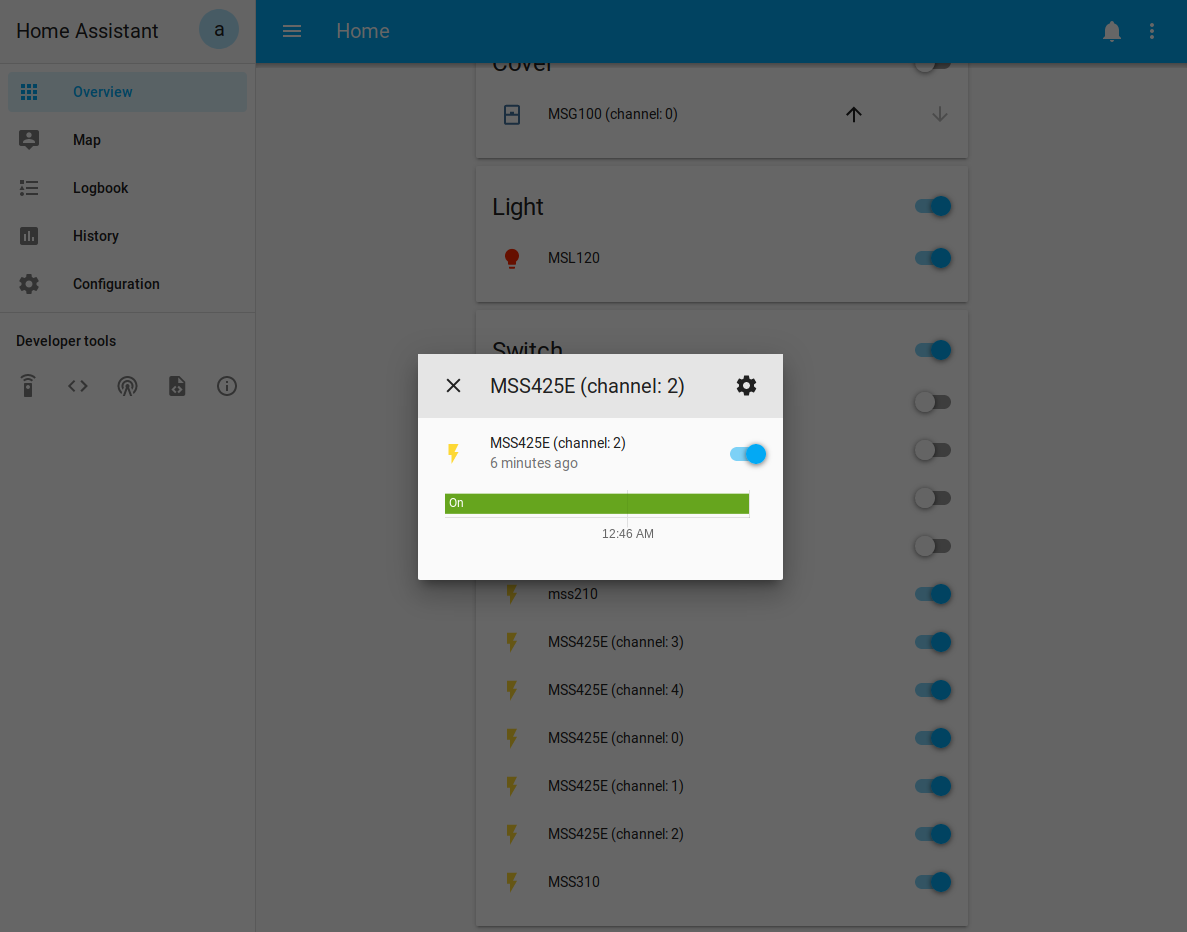 Home Assistant
a
Home
Overview
Map
Logbook
History
Configuration
Developer tools
Cover
MSG100 (channel: 0)
Light
MSL120
Switch
MSS425E (channel: 2)
MSS425E (channel: 2)
6 minutes ago
On
12:46 AM
mss210
MSS425E (channel: 3)
MSS425E (channel: 4)
MSS425E (channel: 0)
MSS425E (channel: 1)
MSS425E (channel: 2)
MSS310